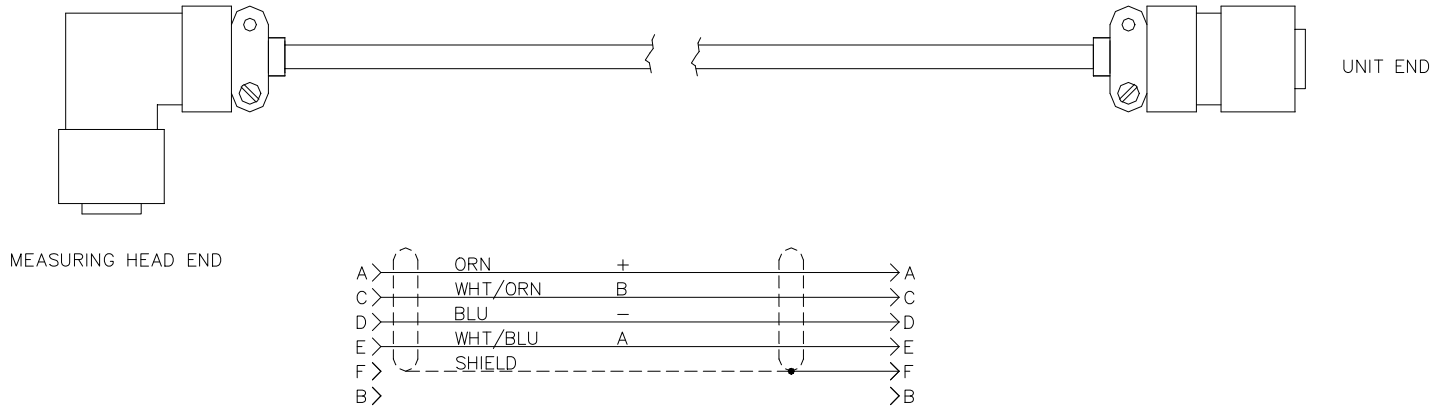 UNIT END
MEASURING HEAD END
A ORN + A
C WHT/ORN B C
D BLU − D
E WHT/BLU A E
F SHIELD F
B B